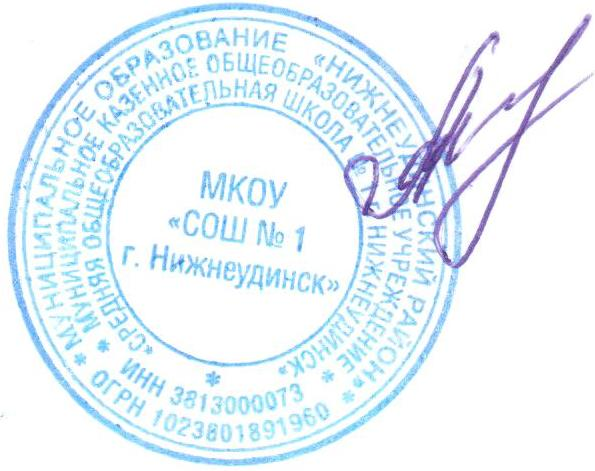 МУНИЦИПАЛЬНОЕ ОБРАЗОВАНИЕ «НИЖНЕУДИНСКИЙ РАЙОН»
* МУНИЦИПАЛЬНОЕ КАЗЕННОЕ ОБЩЕОБРАЗОВАТЕЛЬНОЕ УЧРЕЖДЕНИЕ *
«СРЕДНЯЯ ОБЩЕОБРАЗОВАТЕЛЬНАЯ ШКОЛА № 1 Г. НИЖНЕУДИНСК»
МКОУ
«СОШ № 1
г. Нижнеудинск»
* ИНН 3813000073 *
* ОГРН 1023801891960 *